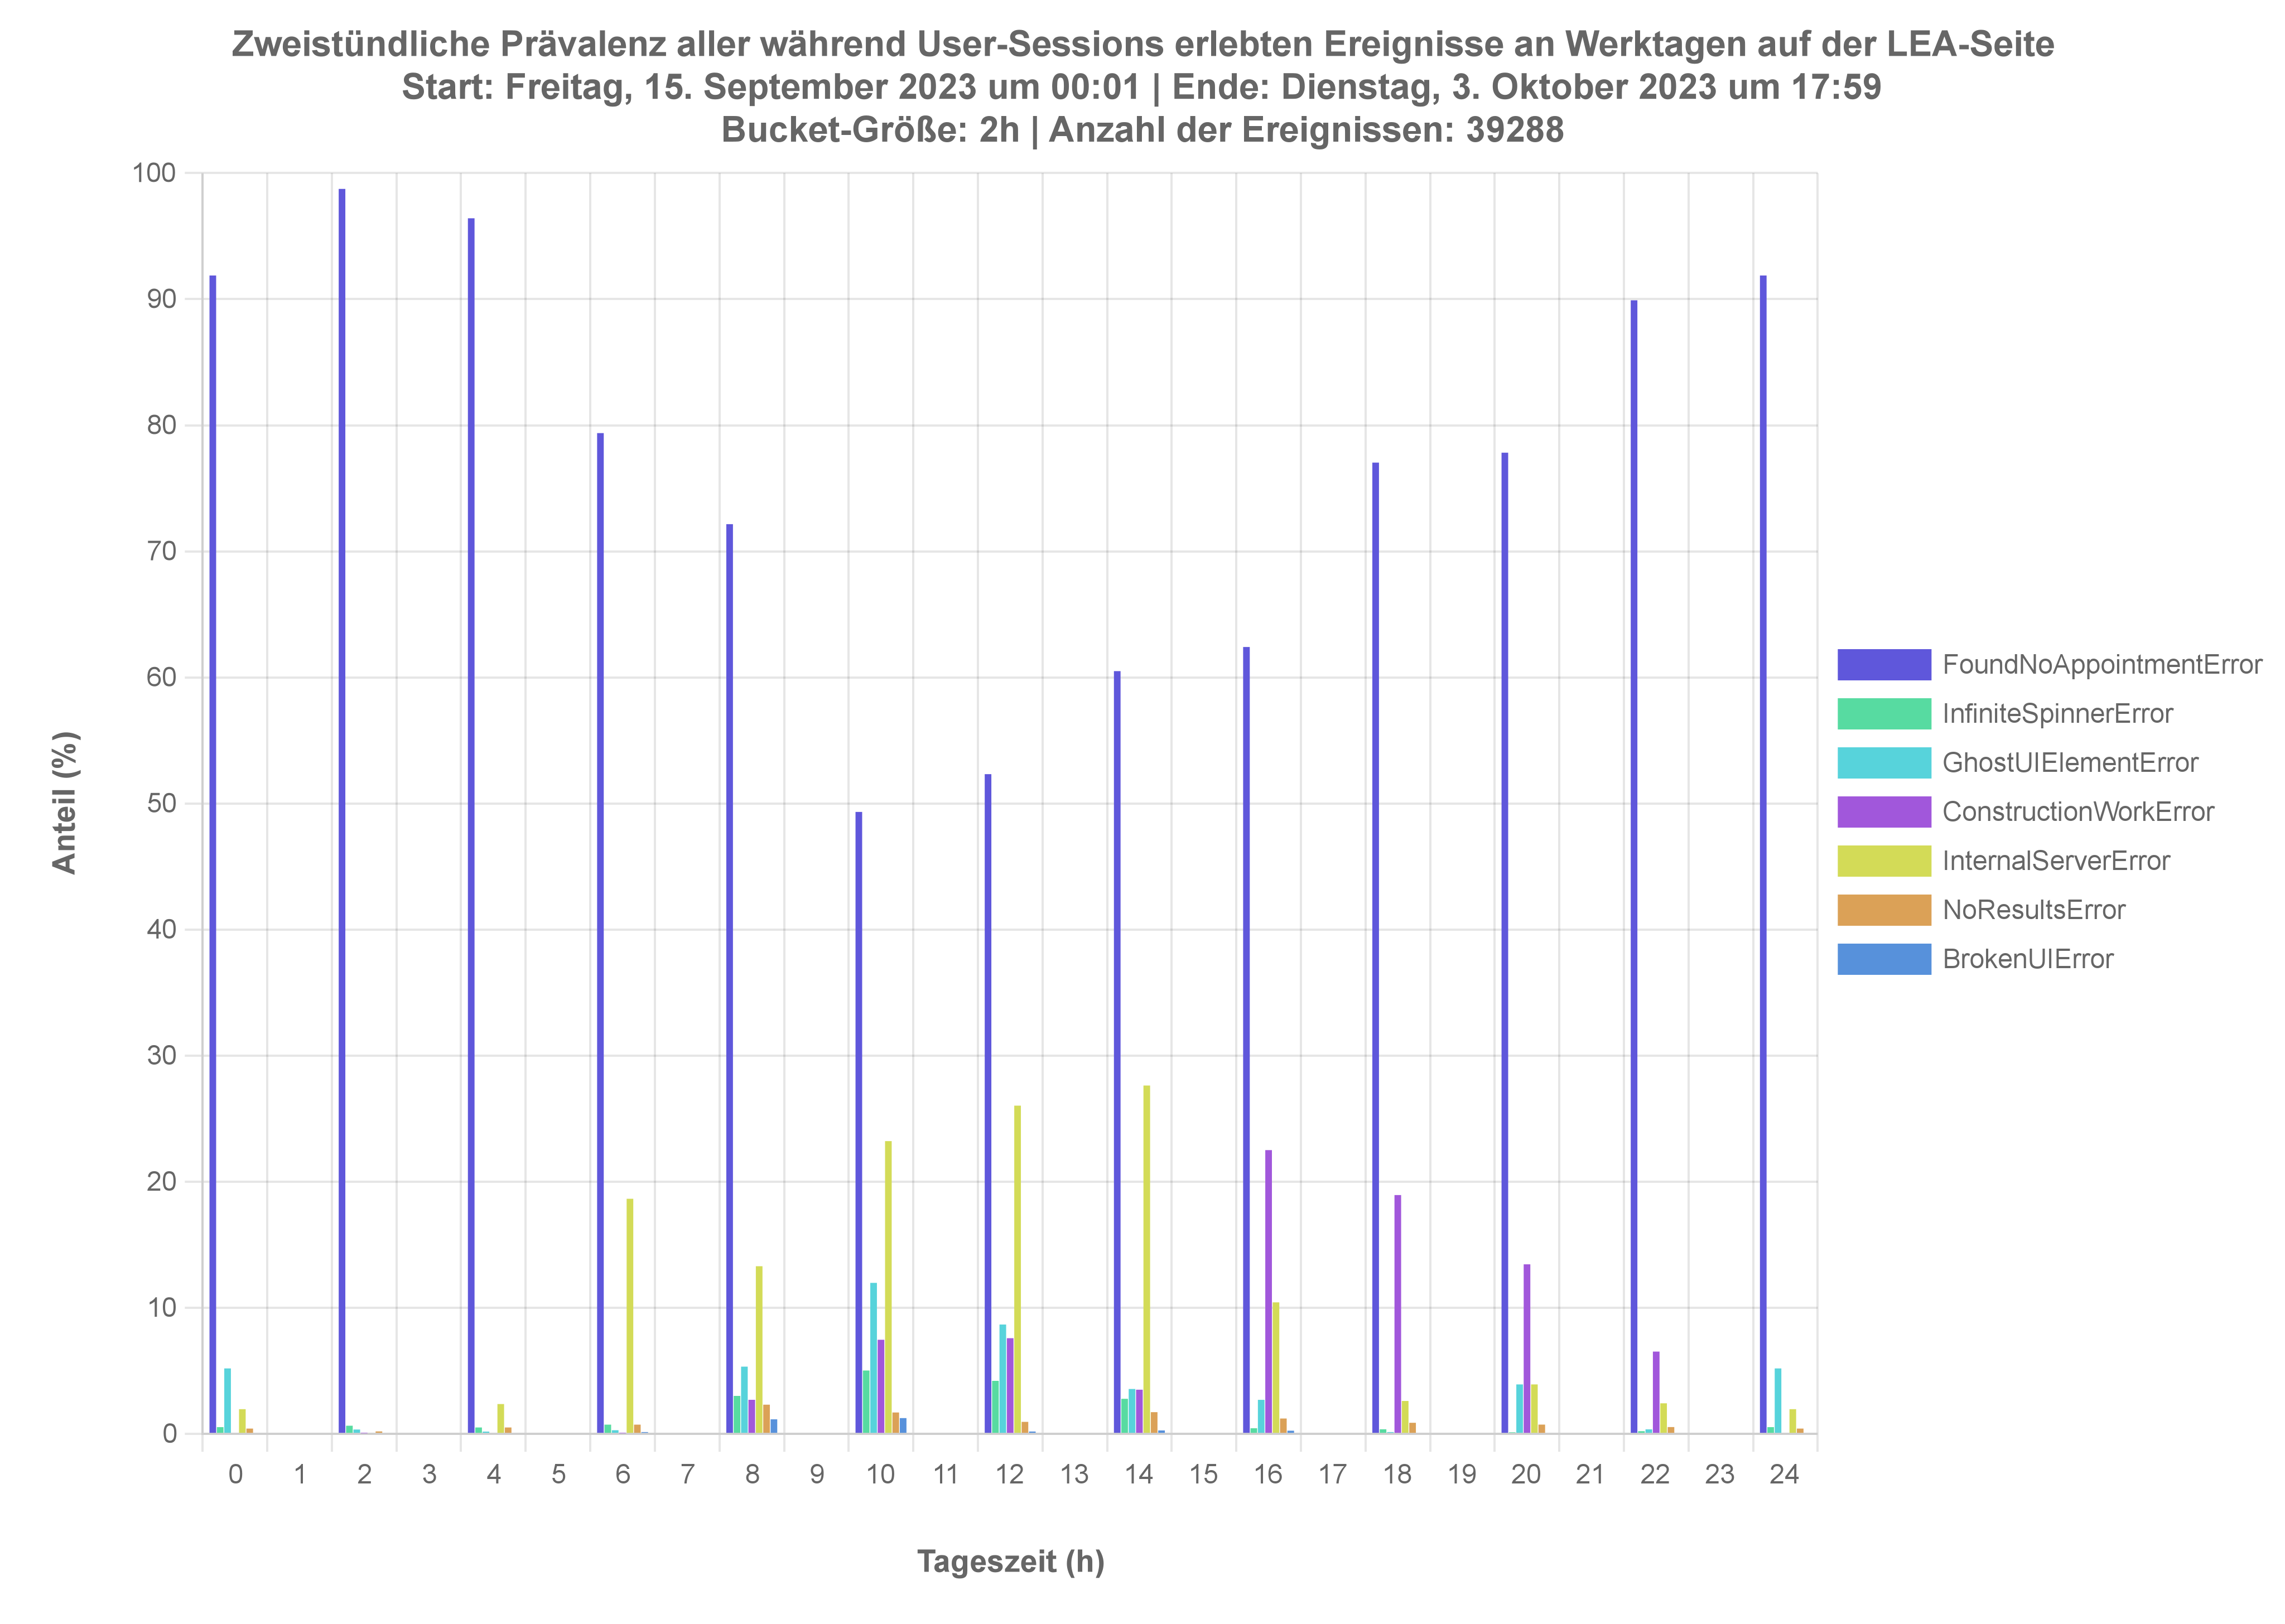 Zweistündliche Prävalenz aller während User-Sessions erlebten Ereignisse an Werktagen auf der LEA-Seite
Start: Freitag, 15. September 2023 um 00:01 | Ende: Dienstag, 3. Oktober 2023 um 17:59
Bucket-Größe: 2h | Anzahl der Ereignissen: 39288
100
90
80
70
60
50
40
30
20
10
0
Anteil (%)
0 1 2 3 4 5 6 7 8 9 10 11 12 13 14 15 16 17 18 19 20 21 22 23 24
Tageszeit (h)
FoundNoAppointmentError
InfiniteSpinnerError
GhostUIElementError
ConstructionWorkError
InternalServerError
NoResultsError
BrokenUIError